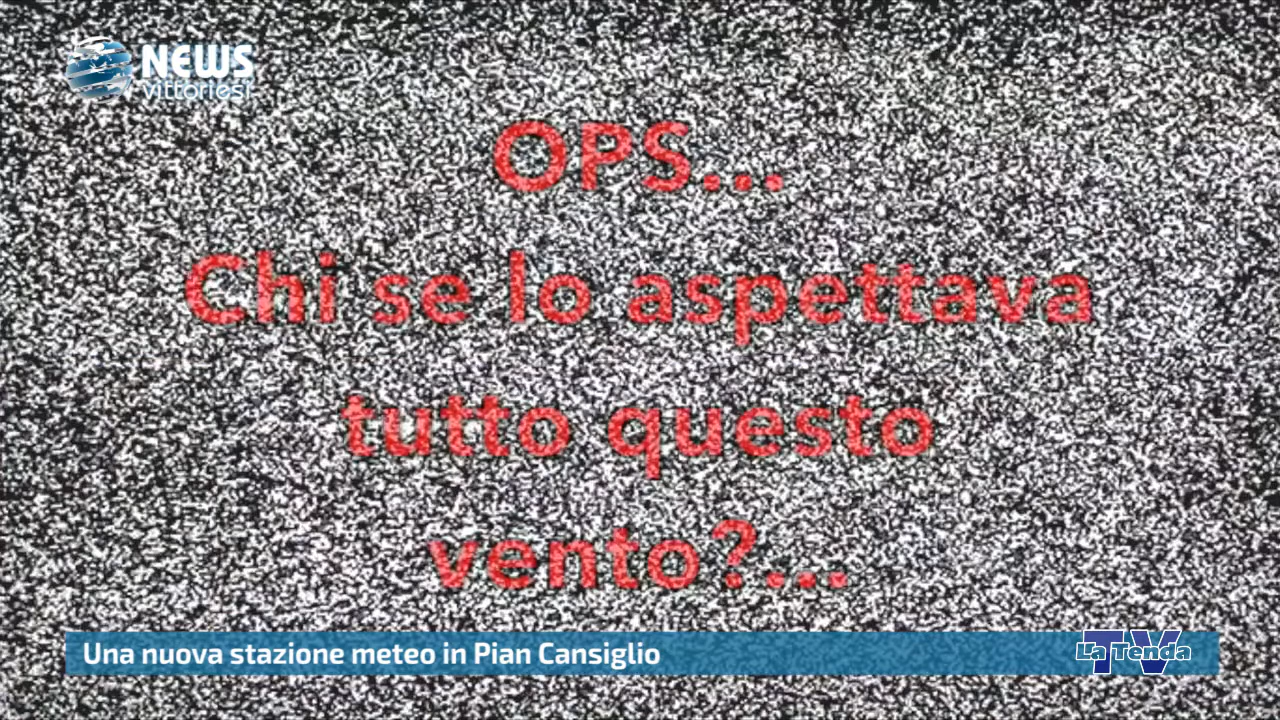 NEWS
vittoriesi
OPS...
Chi se lo aspettava
tutto questo
vento?...
Una nuova stazione meteo in Pian Cansiglio
TV
La Tenda